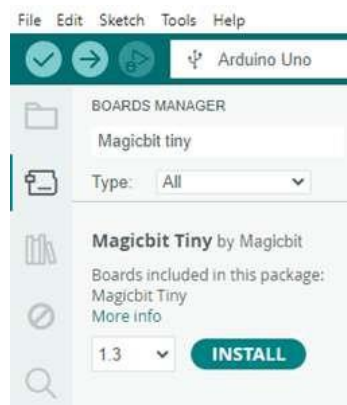 File Edit Sketch Tools Help
Arduino Uno
BOARDS MANAGER
Magicbit tiny
Type: All
Magicbit Tiny by Magicbit
Boards included in this package:
Magicbit Tiny
More info
1.3 INSTALL